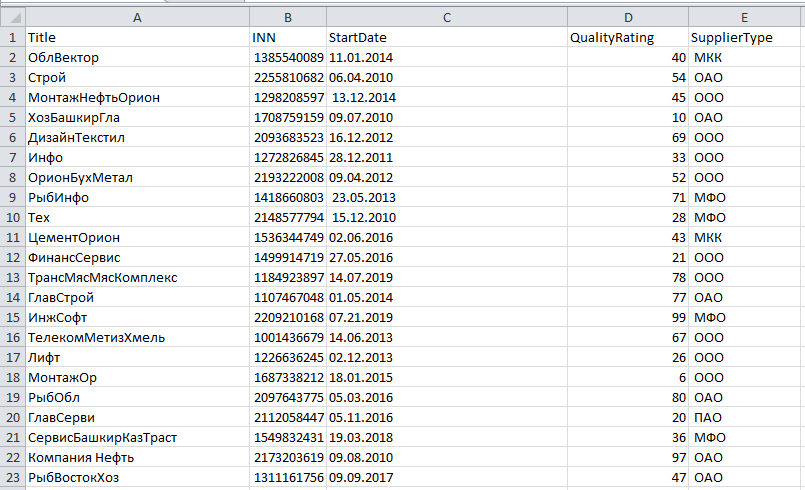 A B C D E
1 Title INN StartDate QualityRating SupplierType
2 ОблВектор 1385540089 11.01.2014 40 МКК
3 Строй 2255810682 06.04.2010 54 ОАО
4 МонтажНефтьОрион 1298208597 13.12.2014 45 ООО
5 ХозБашкирГла 1708759159 09.07.2010 10 ОАО
6 ДизайнТекстил 2093683523 16.12.2012 69 ООО
7 Инфо 1272826845 28.12.2011 33 ООО
8 ОрионБухМетал 2193222008 09.04.2012 52 ООО
9 РыбИнфо 1418660803 23.05.2013 71 МФО
10 Тех 2148577794 15.12.2010 28 МФО
11 ЦементОрион 1536344749 02.06.2016 43 МКК
12 ФинансСервис 1499914719 27.05.2016 21 ООО
13 ТрансМясМясКомплекс 1184923897 14.07.2019 78 ООО
14 ГлавСтрой 1107467048 01.05.2014 77 ОАО
15 ИнжСофт 2209210168 07.21.2019 99 МФО
16 ТелекомМетизХмель 1001436679 14.06.2013 67 ООО
17 Лифт 1226636245 02.12.2013 26 ООО
18 МонтажОр 1687338212 18.01.2015 6 ООО
19 РыбОбл 2097643775 05.03.2016 80 ОАО
20 ГлавСерви 2112058447 05.11.2016 20 ПАО
21 СервисБашкирКазТраст 1549832431 19.03.2018 36 МФО
22 Компания Нефть 2173203619 09.08.2010 97 ОАО
23 РыбВостокХоз 1311161756 09.09.2017 47 ОАО